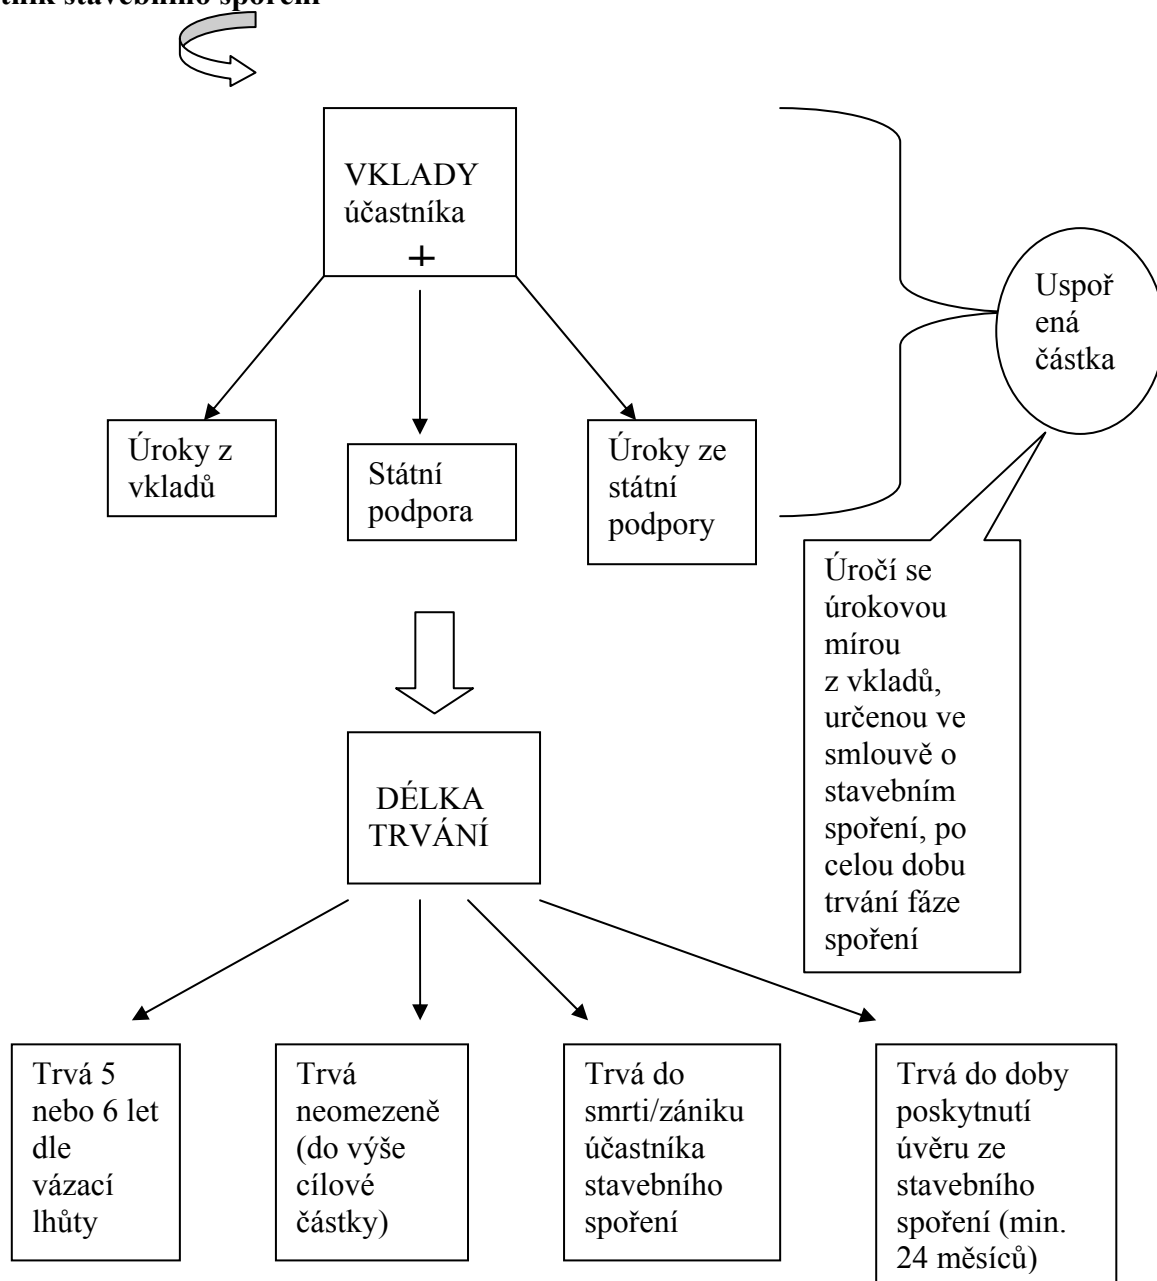 stavebního spoření
VKLADY
účastníka
+
Uspoř
ená
částka
Úroky z
vkladů
Státní
podpora
Úroky ze
státní
podpory
Úročí se
úrokovou
mírou
z vkladů,
určenou ve
smlouvě o
stavebním
spoření, po
celou dobu
trvání fáze
spoření
DÉLKA
TRVÁNÍ
Trvá 5
nebo 6 let
dle
vázací
lhůty
Trvá
neomezeně
(do výše
cílové
částky)
Trvá do
smrti/zániku
účastníka
stavebního
spoření
Trvá do doby
poskytnutí
úvěru ze
stavebního
spoření (min.
24 měsíců)